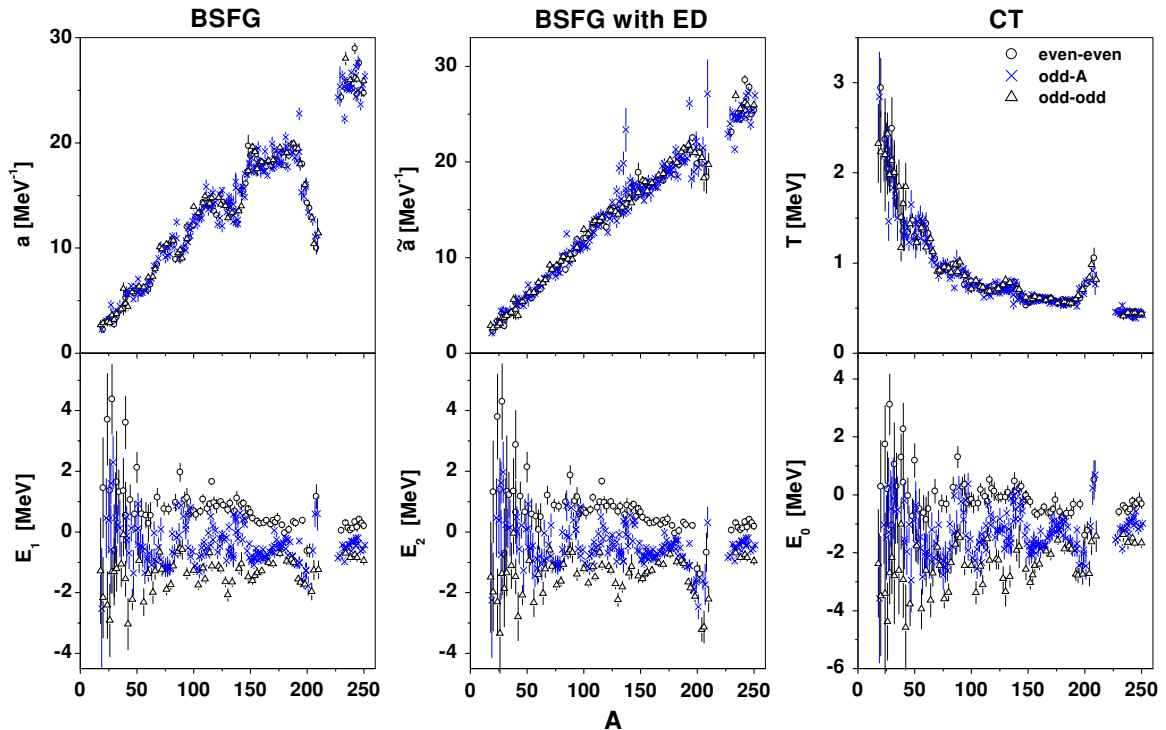 BSFG
BSFG with ED
CT
30
20
10
0
a [MeV⁻¹]
30
20
10
0
ã [MeV⁻¹]
3
2
1
0
T [MeV]
even-even
odd-A
odd-odd
4
2
0
-2
-4
E₁ [MeV]
0 50 100 150 200 250
4
2
0
-2
-4
E₂ [MeV]
0 50 100 150 200 250
4
2
0
-2
-4
-6
E₀ [MeV]
0 50 100 150 200 250
A